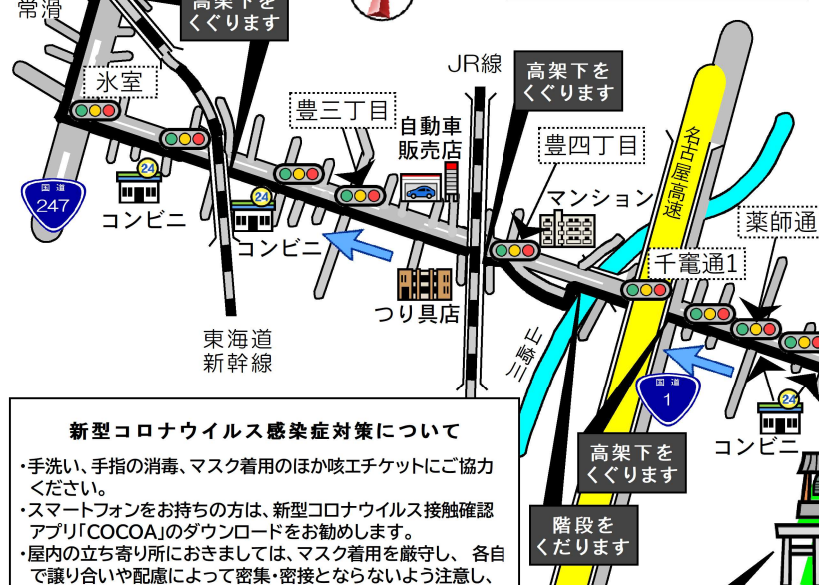 常滑
高架下を
くぐります
氷室
豊三丁目
自動車
販売店
JR線
高架下を
くぐります
豊四丁目
マンション
名古屋高速
薬師通
千竈通1
国道
247
24
コンビニ
24
コンビニ
つり具店
東海道
新幹線
山崎川
国道
1
24
コンビニ
高架下を
くぐります
階段を
くだります
新型コロナウイルス感染症対策について
・手洗い、手指の消毒、マスク着用のほか咳エチケットにご協力
ください。
・スマートフォンをお持ちの方は、新型コロナウイルス接触確認
アプリ「COCOA」のダウンロードをお勧めします。
・屋内の立ち寄り所におきましては、マスク着用を厳守し、 各自
で譲り合いや配慮によって密集・密接とならないよう注意し、